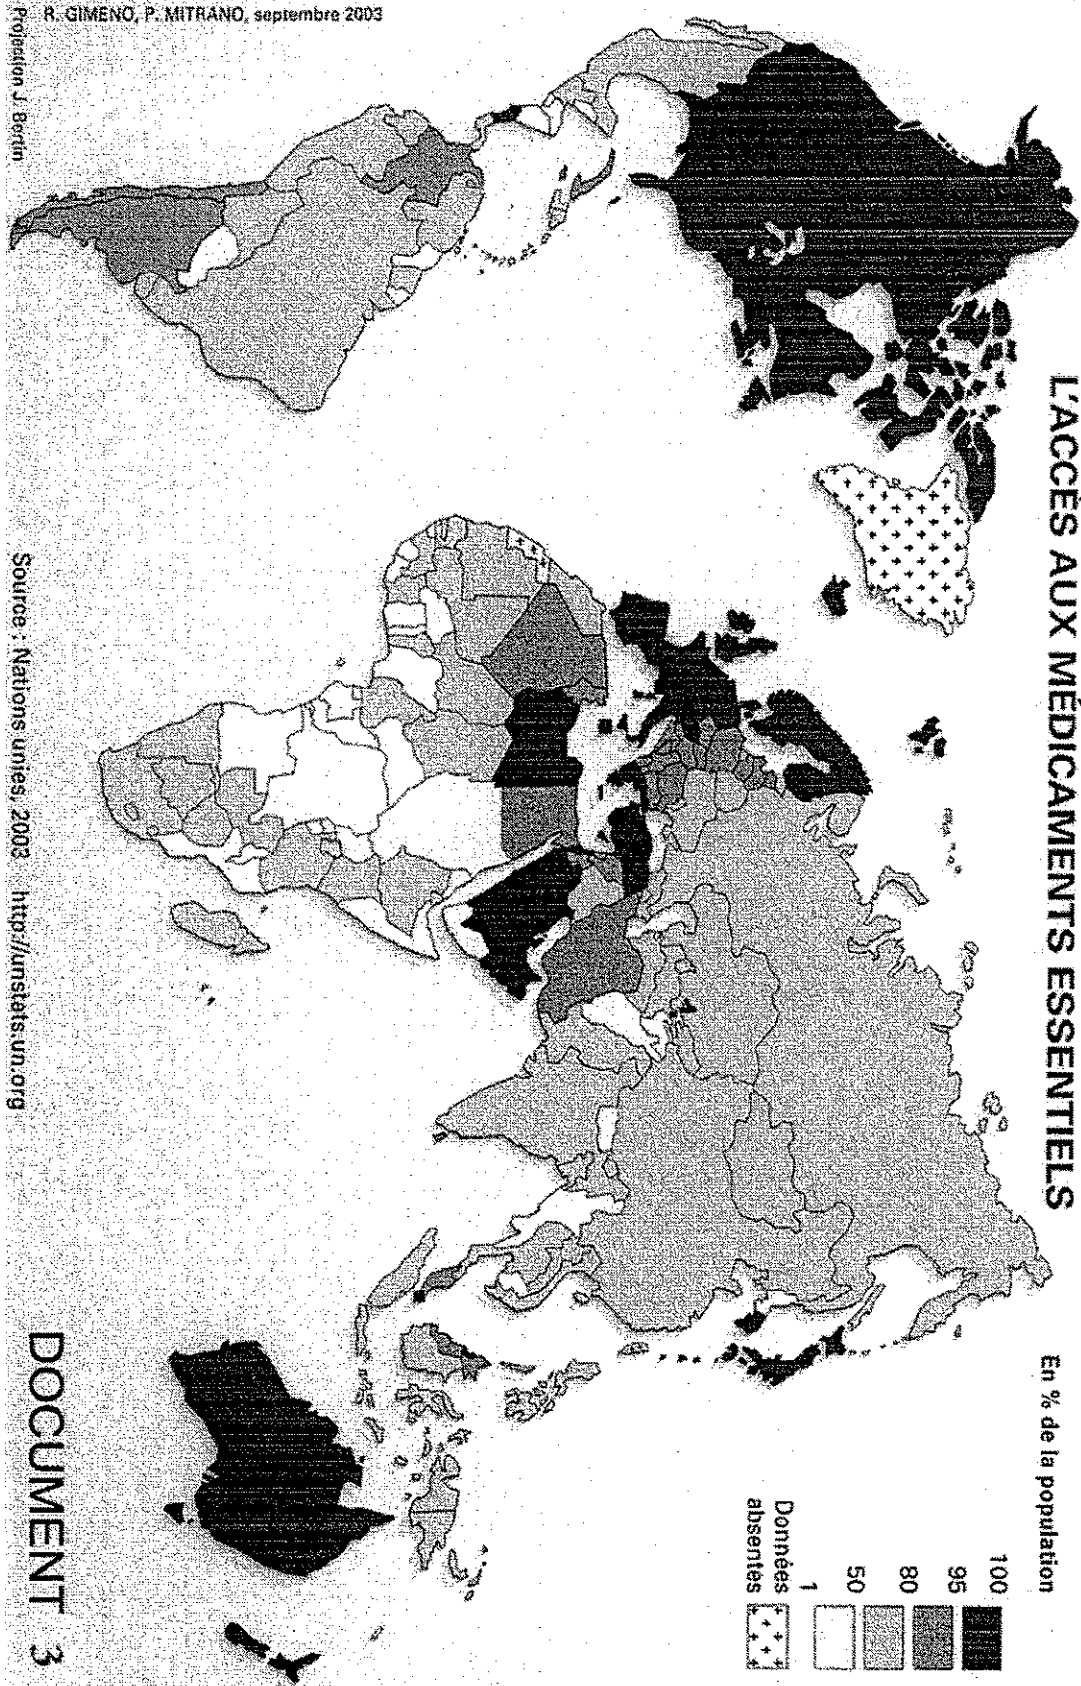 L'ACCÈS AUX MÉDICAMENTS ESSENTIELS
En % de la population
100
95
80
50
1
Données
absentes
R. GIMENO, P. MITRANO, septembre 2003
Projection J. Bertin
Source : Nations unies, 2003 http://unstats.un.org
DOCUMENT 3